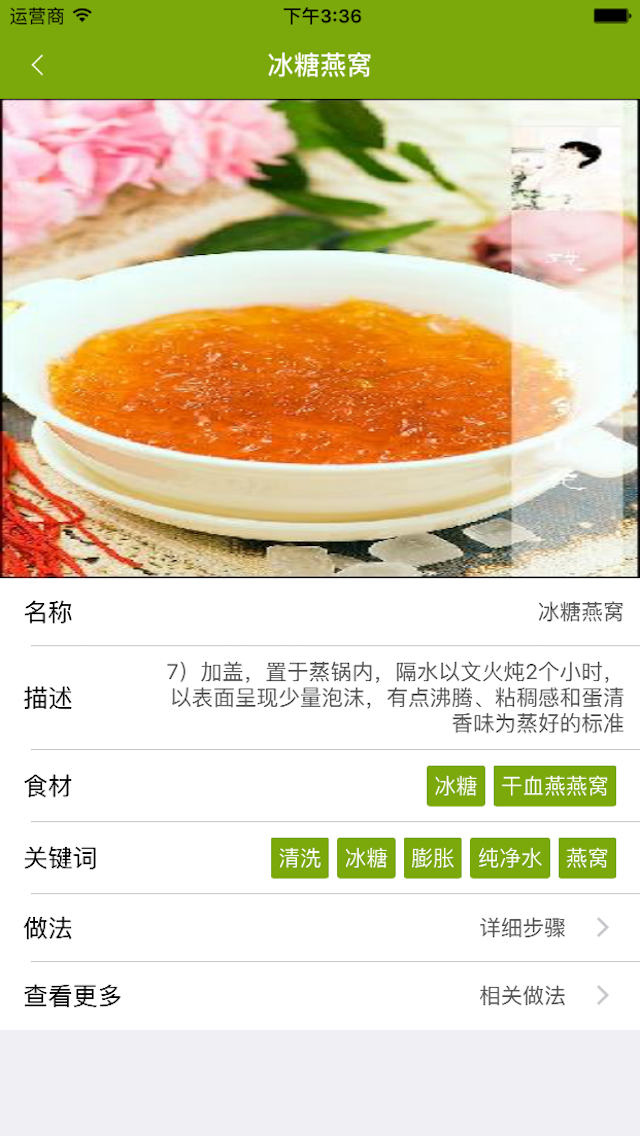 运营商
下午3:36
冰糖燕窝
名称
冰糖燕窝
描述
7）加盖，置于蒸锅内，隔水以文火炖2个小时，
以表面呈现少量泡沫，有点沸腾、粘稠感和蛋清
香味为蒸好的标准
食材
冰糖 干血燕燕窝
关键词
清洗 冰糖 膨胀 纯净水 燕窝
做法
详细步骤
查看更多
相关做法